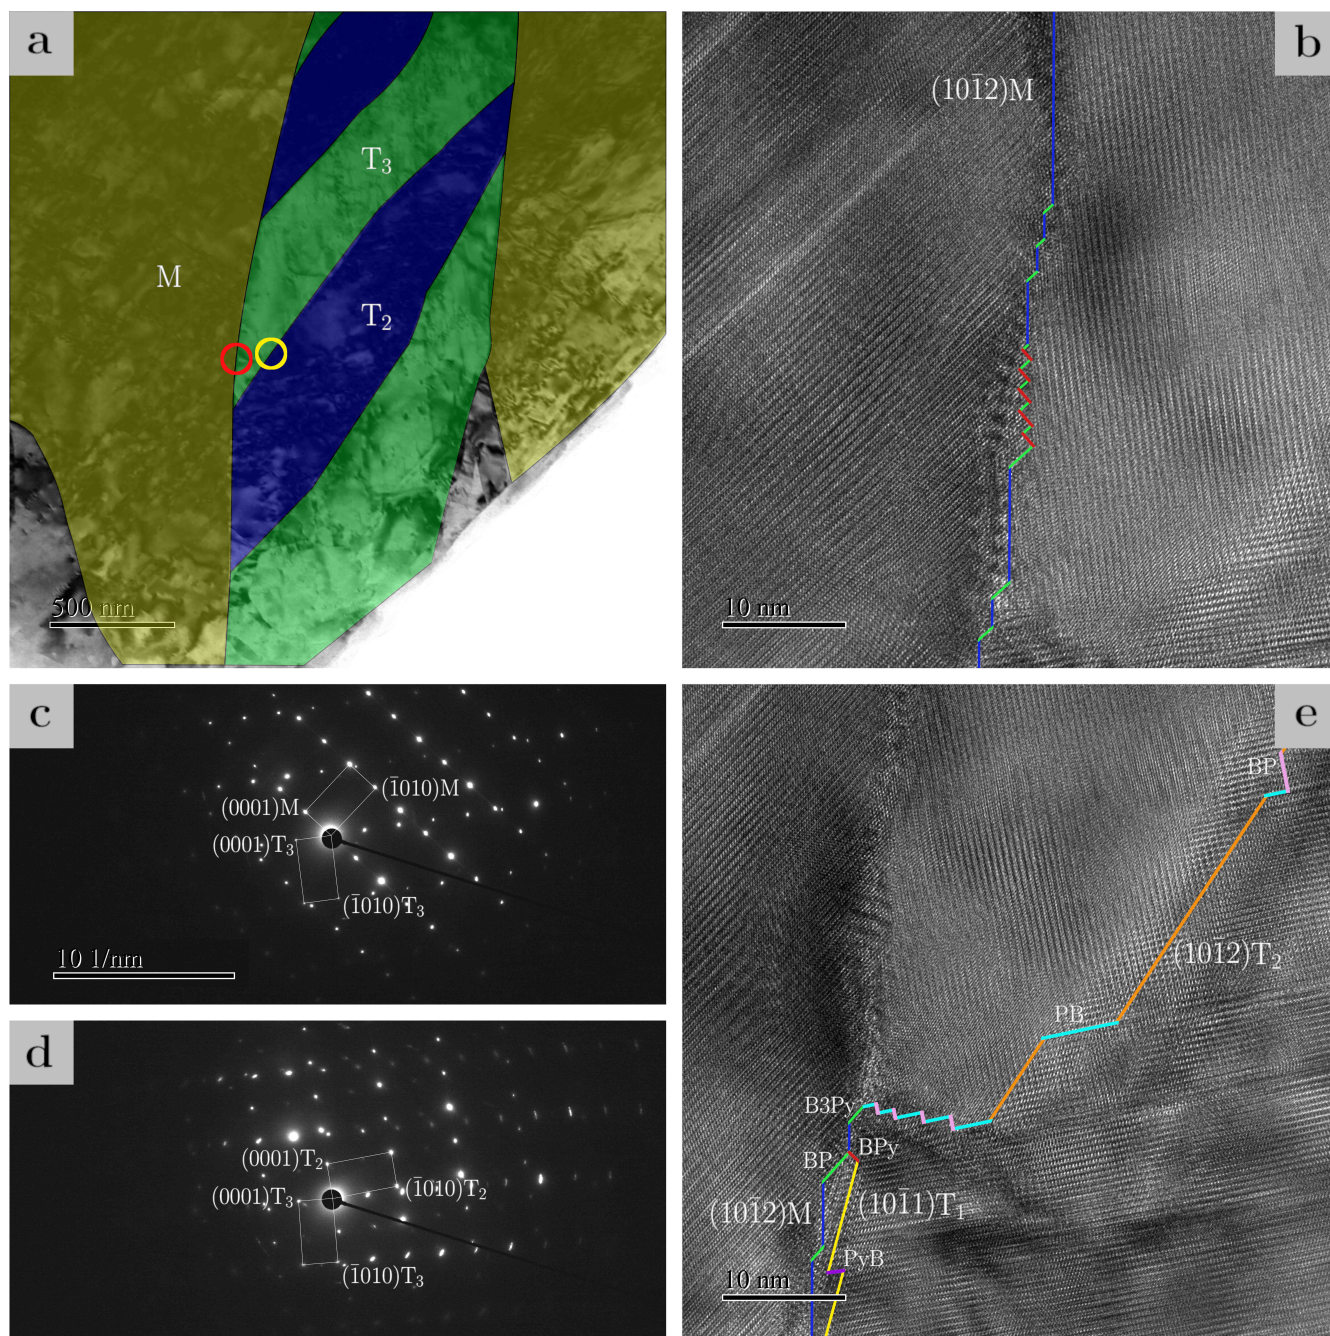 a
M
T₃
T₂
500 nm
b
(101̄2)M
10 nm
c
(0001)M
(1̄010)M
(0001)T₃
(1̄010)T₃
10 1/nm
d
(0001)T₂
(0001)T₃
(1̄010)T₂
(1̄010)T₃
e
BP
(101̄2)T₂
PB
B3Py
BP
BPy
(101̄2)M
(101̄1)T₁
PyB
10 nm